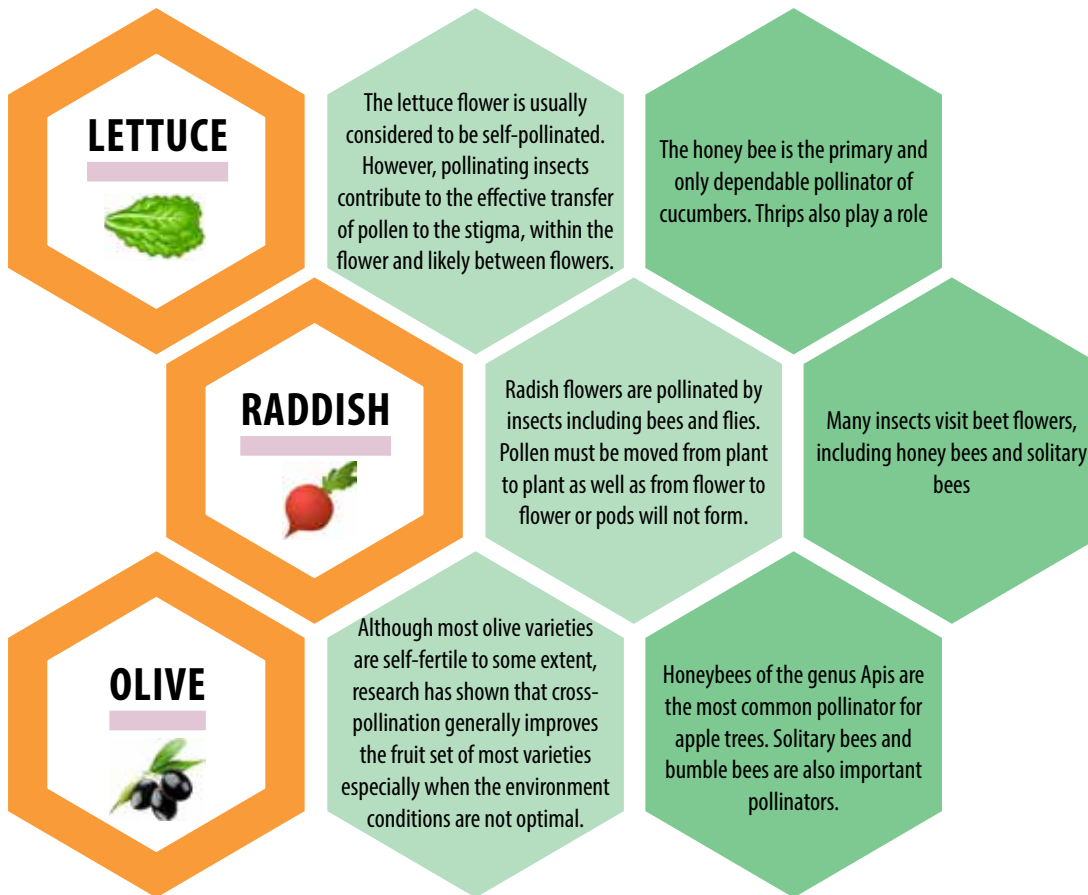 LETTUCE
The lettuce flower is usually
considered to be self-pollinated.
However, pollinating insects
contribute to the effective transfer
of pollen to the stigma, within the
flower and likely between flowers.
The honey bee is the primary and
only dependable pollinator of
cucumbers. Thrips also play a role
RADDISH
Radish flowers are pollinated by
insects including bees and flies.
Pollen must be moved from plant
to plant as well as from flower to
flower or pods will not form.
Many insects visit beet flowers,
including honey bees and solitary
bees
OLIVE
Although most olive varieties
are self-fertile to some extent,
research has shown that cross-
pollination generally improves
the fruit set of most varieties
especially when the environment
conditions are not optimal.
Honeybees of the genus Apis are
the most common pollinator for
apple trees. Solitary bees and
bumble bees are also important
pollinators.